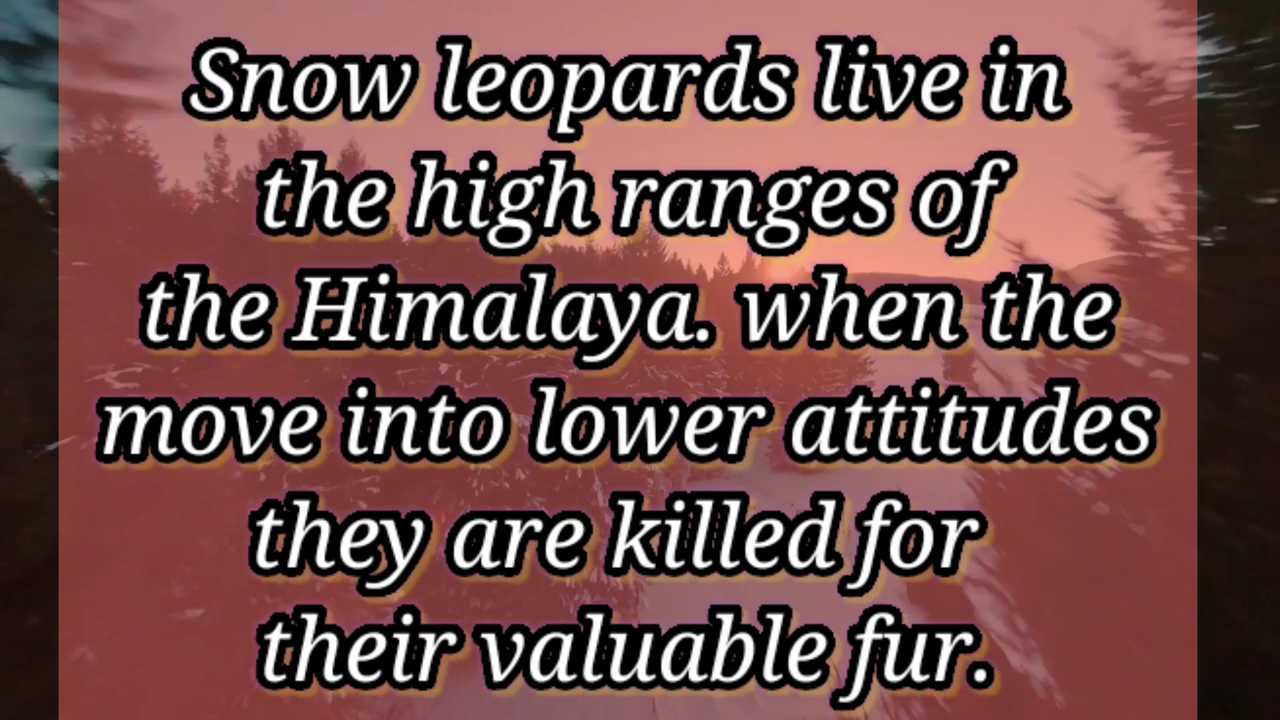 Snow leopards live in
the high ranges of
the Himalaya. when the
move into lower attitudes
they are killed for
their valuable fur.